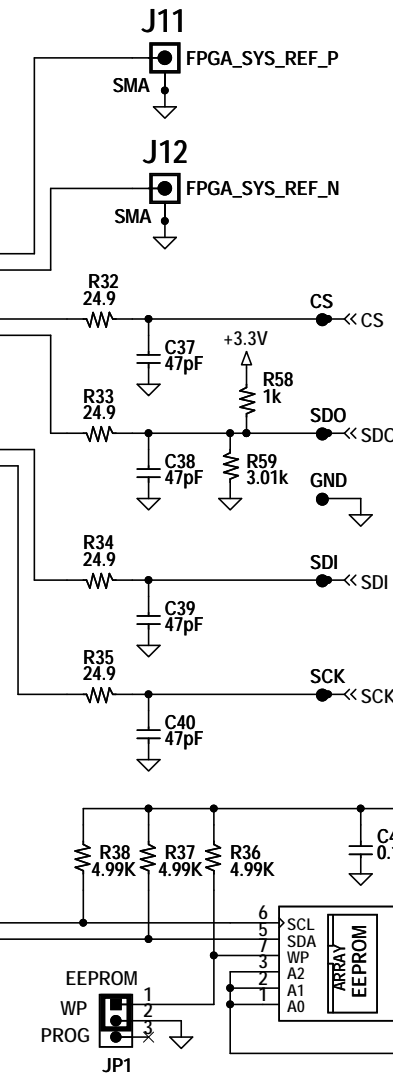 J11
FPGA_SYS_REF_P
SMA
J12
FPGA_SYS_REF_N
SMA
R32
24.9
CS
CS
C37
47pF
+3.3V
R58
1k
R33
24.9
SDO
SDO
C38
47pF
R59
3.01k
GND
R34
24.9
SDI
SDI
C39
47pF
R35
24.9
SCK
SCK
C40
47pF
R38
4.99K
R37
4.99K
R36
4.99K
6 SCL
5 SDA
7 WP
3 A2
2 A1
1 A0
ARRAY
EEPROM
EEPROM
WP
PROG
1
2
3
JP1